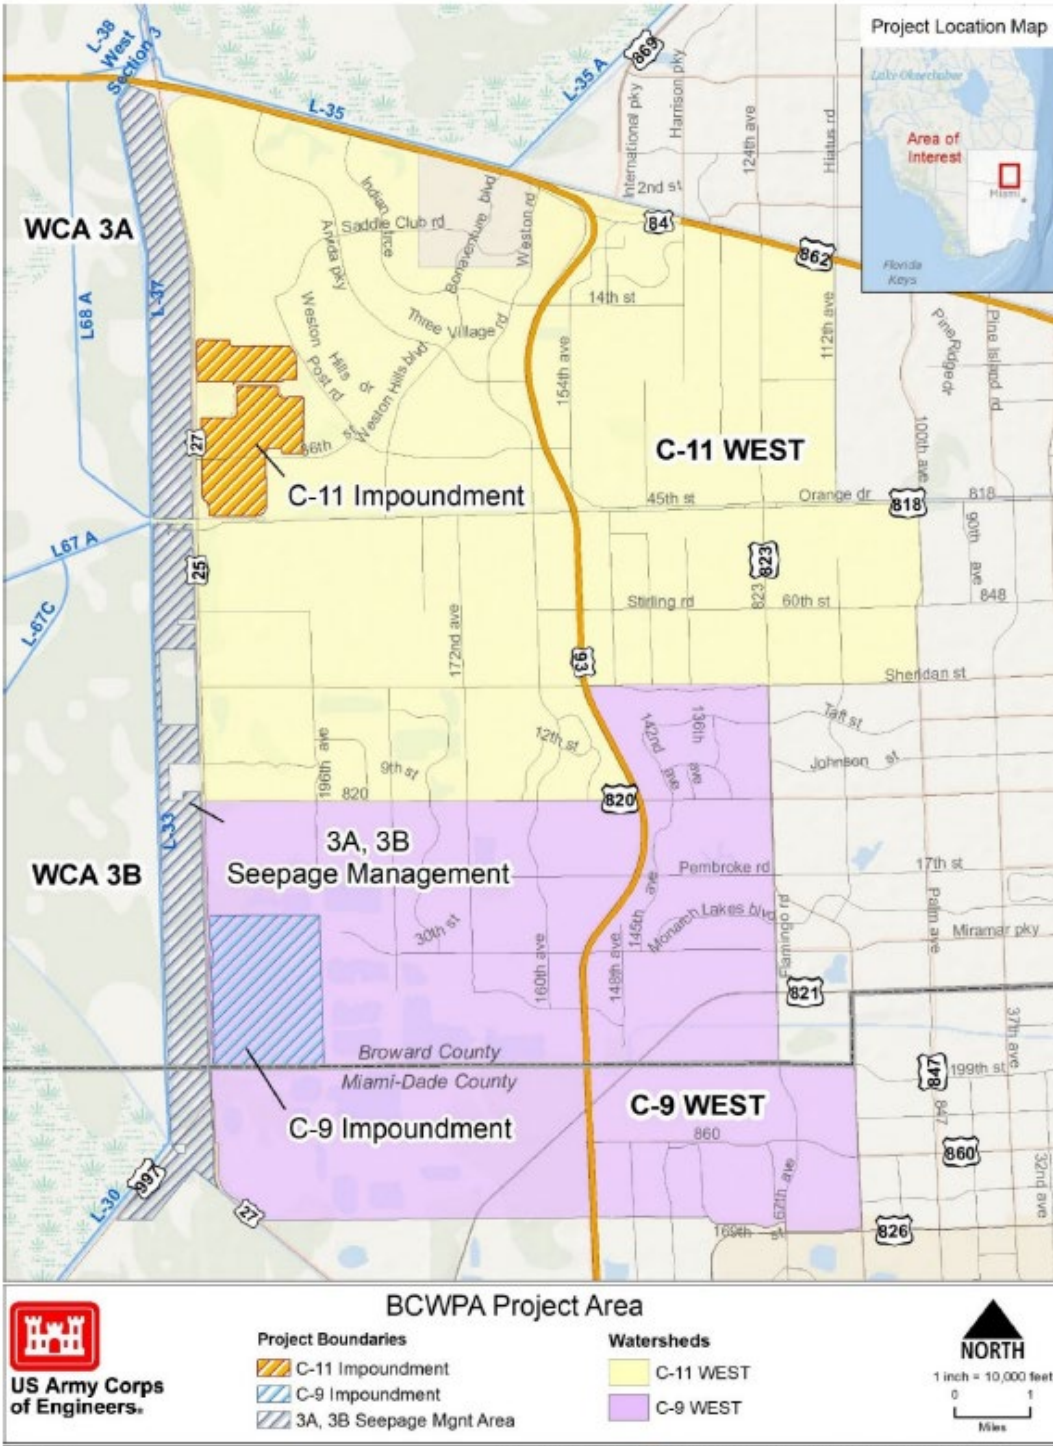 Project Location Map
Lake Okeechobee
Area of
Interest
Miami
Florida
Keys
L-38
West
Section 3
L-35
L-35 A
869
International pky
Harrison pky
124th ave
Hiatus rd
2nd st
84
862
WCA 3A
L68 A
L-37
Indian
tree
Saddle Club rd
Arvida pky
Bonaventure blvd
Weston rd
14th st
Three Village rd
Weston
Hills
dr
Post rd
Weston Hills blvd
154th ave
112th ave
Pine Ridge dr
Pine Island rd
100th ave
27
36th st
C-11 WEST
C-11 Impoundment
45th st
Orange dr
818
818
90th ave
L67 A
L-67C
25
823
823
172nd ave
Stirling rd
60th st
848
93
Sheridan st
196th ave
9th st
12th st
142nd ave
136th ave
Taft st
Johnson st
820
820
3A, 3B
Seepage Management
L-33
WCA 3B
Pembroke rd
17th st
30th st
160th ave
148th ave
145th ave
Monarch Lakes blvd
Flamingo rd
Palm ave
Miramar pky
821
37th ave
Broward County
Miami-Dade County
847
199th st
847
C-9 WEST
C-9 Impoundment
860
860
67th ave
32nd ave
997
L-30
27
169th st
826
BCWPA Project Area
US Army Corps
of Engineers®
Project Boundaries
C-11 Impoundment
C-9 Impoundment
3A, 3B Seepage Mgnt Area
Watersheds
C-11 WEST
C-9 WEST
NORTH
1 inch = 10,000 feet
0 1
Miles